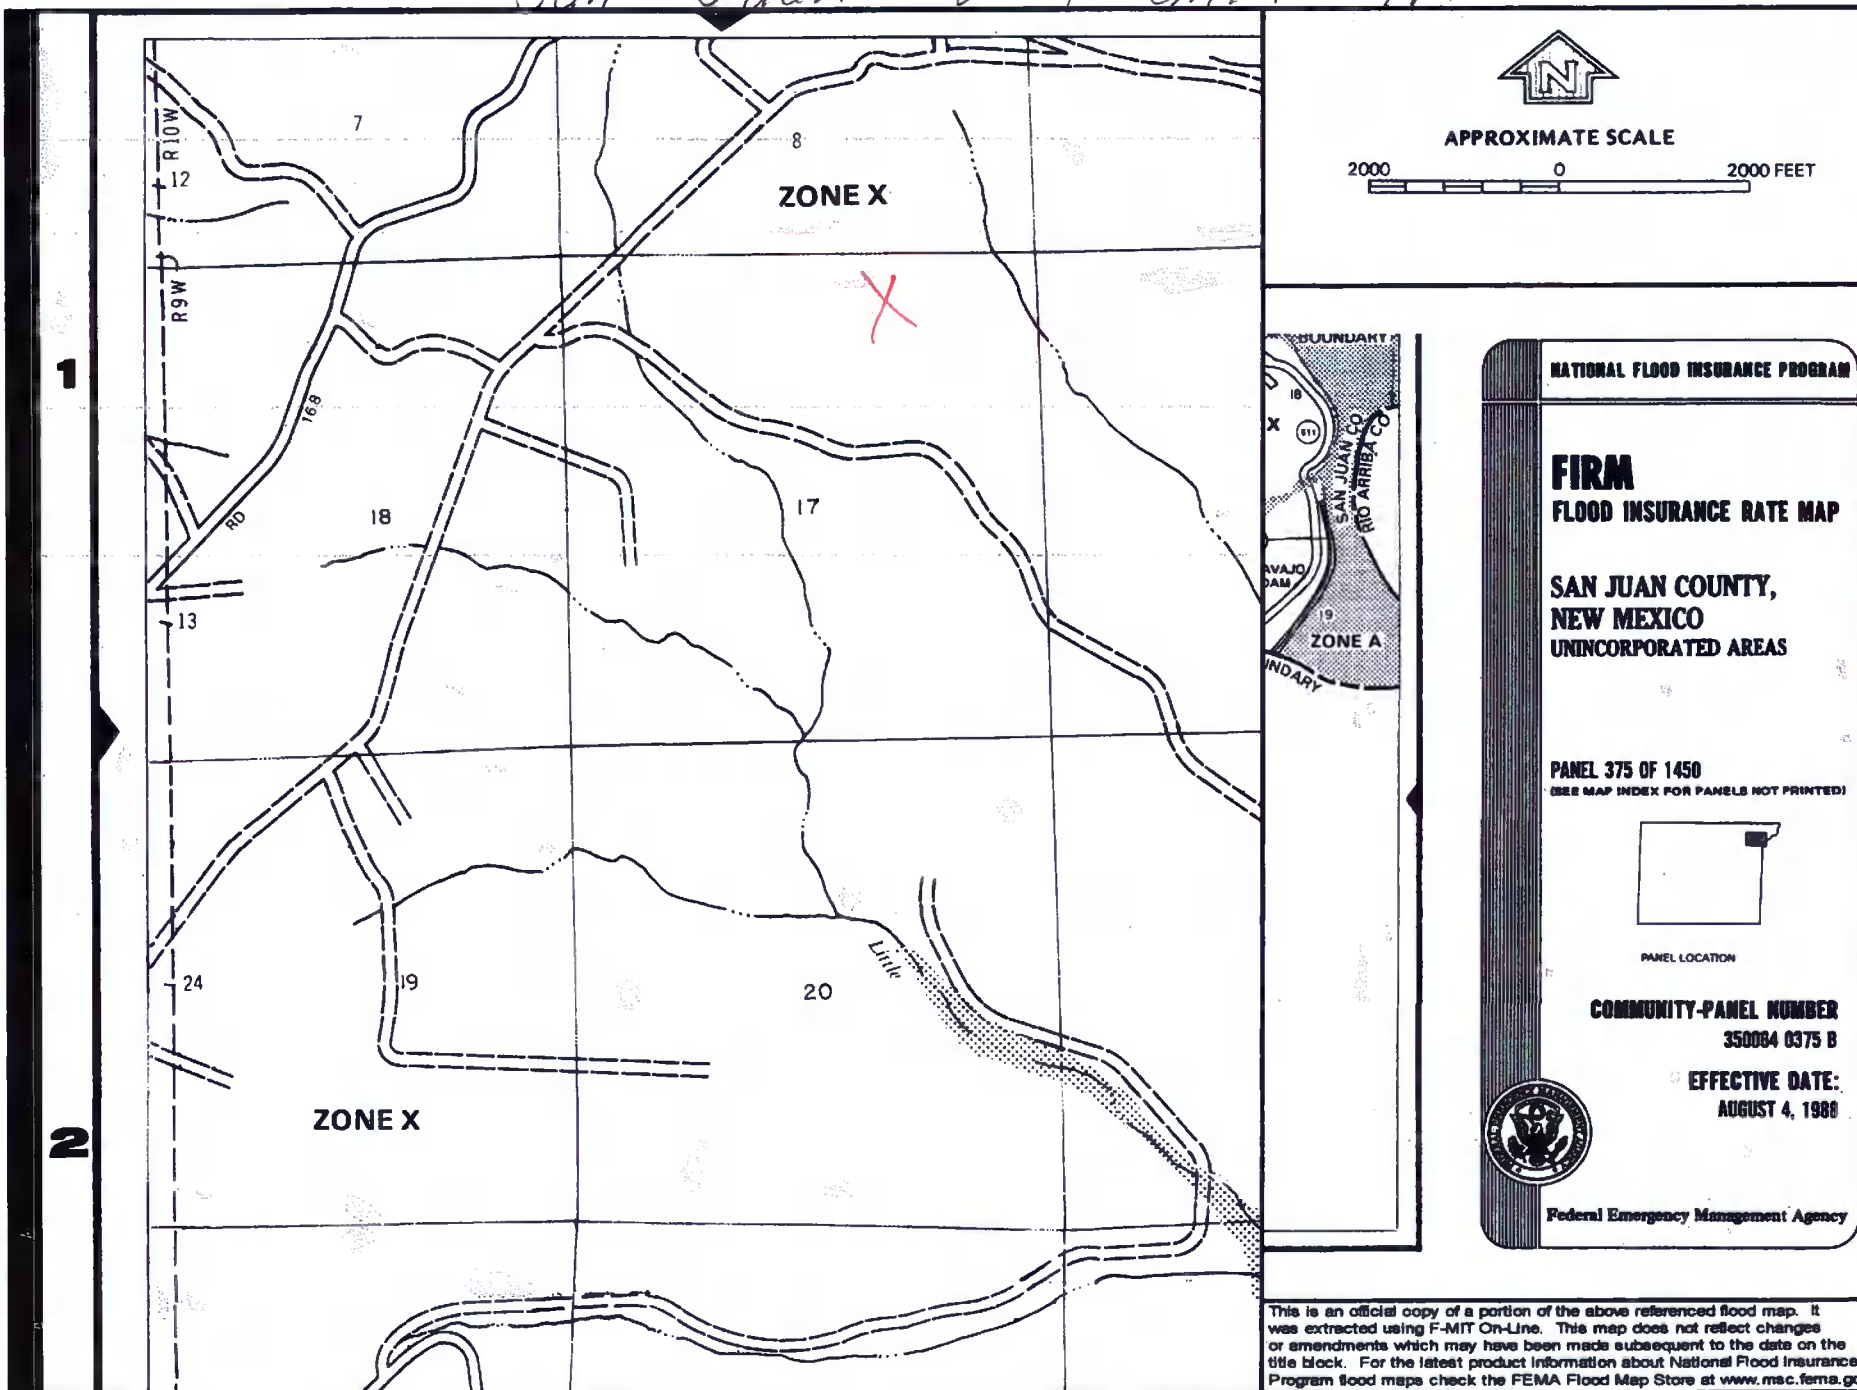 7
8
R10W
12
ZONE X
R9W
1
16.8
RD
18
17
13
Little
24
19
20
ZONE X
2
N
APPROXIMATE SCALE
2000 0 2000 FEET
BOUNDARY
18
X
511
SAN JUAN CO
RIO ARRIBA CO
AVAJO
DAM
19
ZONE A
UNDARY
NATIONAL FLOOD INSURANCE PROGRAM
FIRM
FLOOD INSURANCE RATE MAP
SAN JUAN COUNTY,
NEW MEXICO
UNINCORPORATED AREAS
PANEL 375 OF 1450
(SEE MAP INDEX FOR PANELS NOT PRINTED)
PANEL LOCATION
COMMUNITY-PANEL NUMBER
350064 0375 B
EFFECTIVE DATE:
AUGUST 4, 1988
Federal Emergency Management Agency
This is an official copy of a portion of the above referenced flood map. It
was extracted using F-MIT On-Line. This map does not reflect changes
or amendments which may have been made subsequent to the date on the
title block. For the latest product information about National Flood Insurance
Program flood maps check the FEMA Flood Map Store at www.msc.fema.go